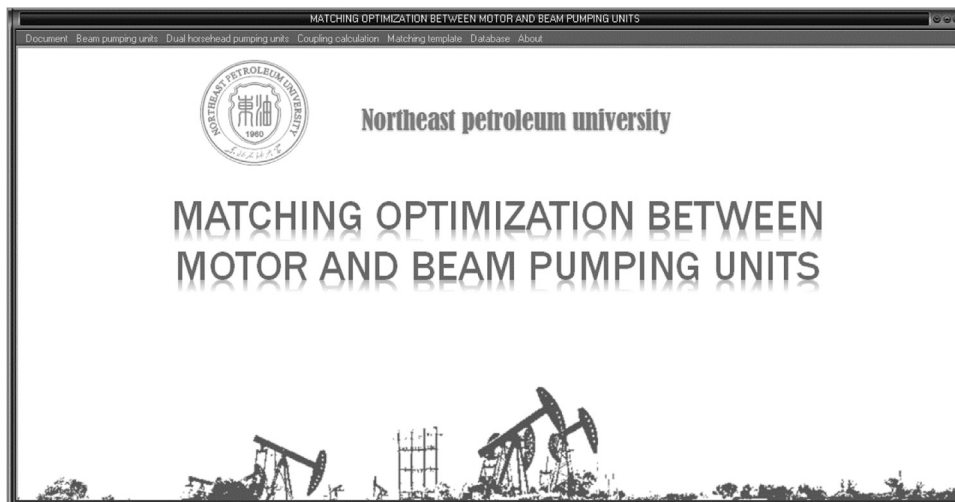 MATCHING OPTIMIZATION BETWEEN MOTOR AND BEAM PUMPING UNITS
Document Beam pumping units Dual horsehead pumping units Coupling calculation Matching template Database About
NORTHEAST PETROLEUM UNIVERSITY
東油
1960
Northeast petroleum university
MATCHING OPTIMIZATION BETWEEN
MOTOR AND BEAM PUMPING UNITS